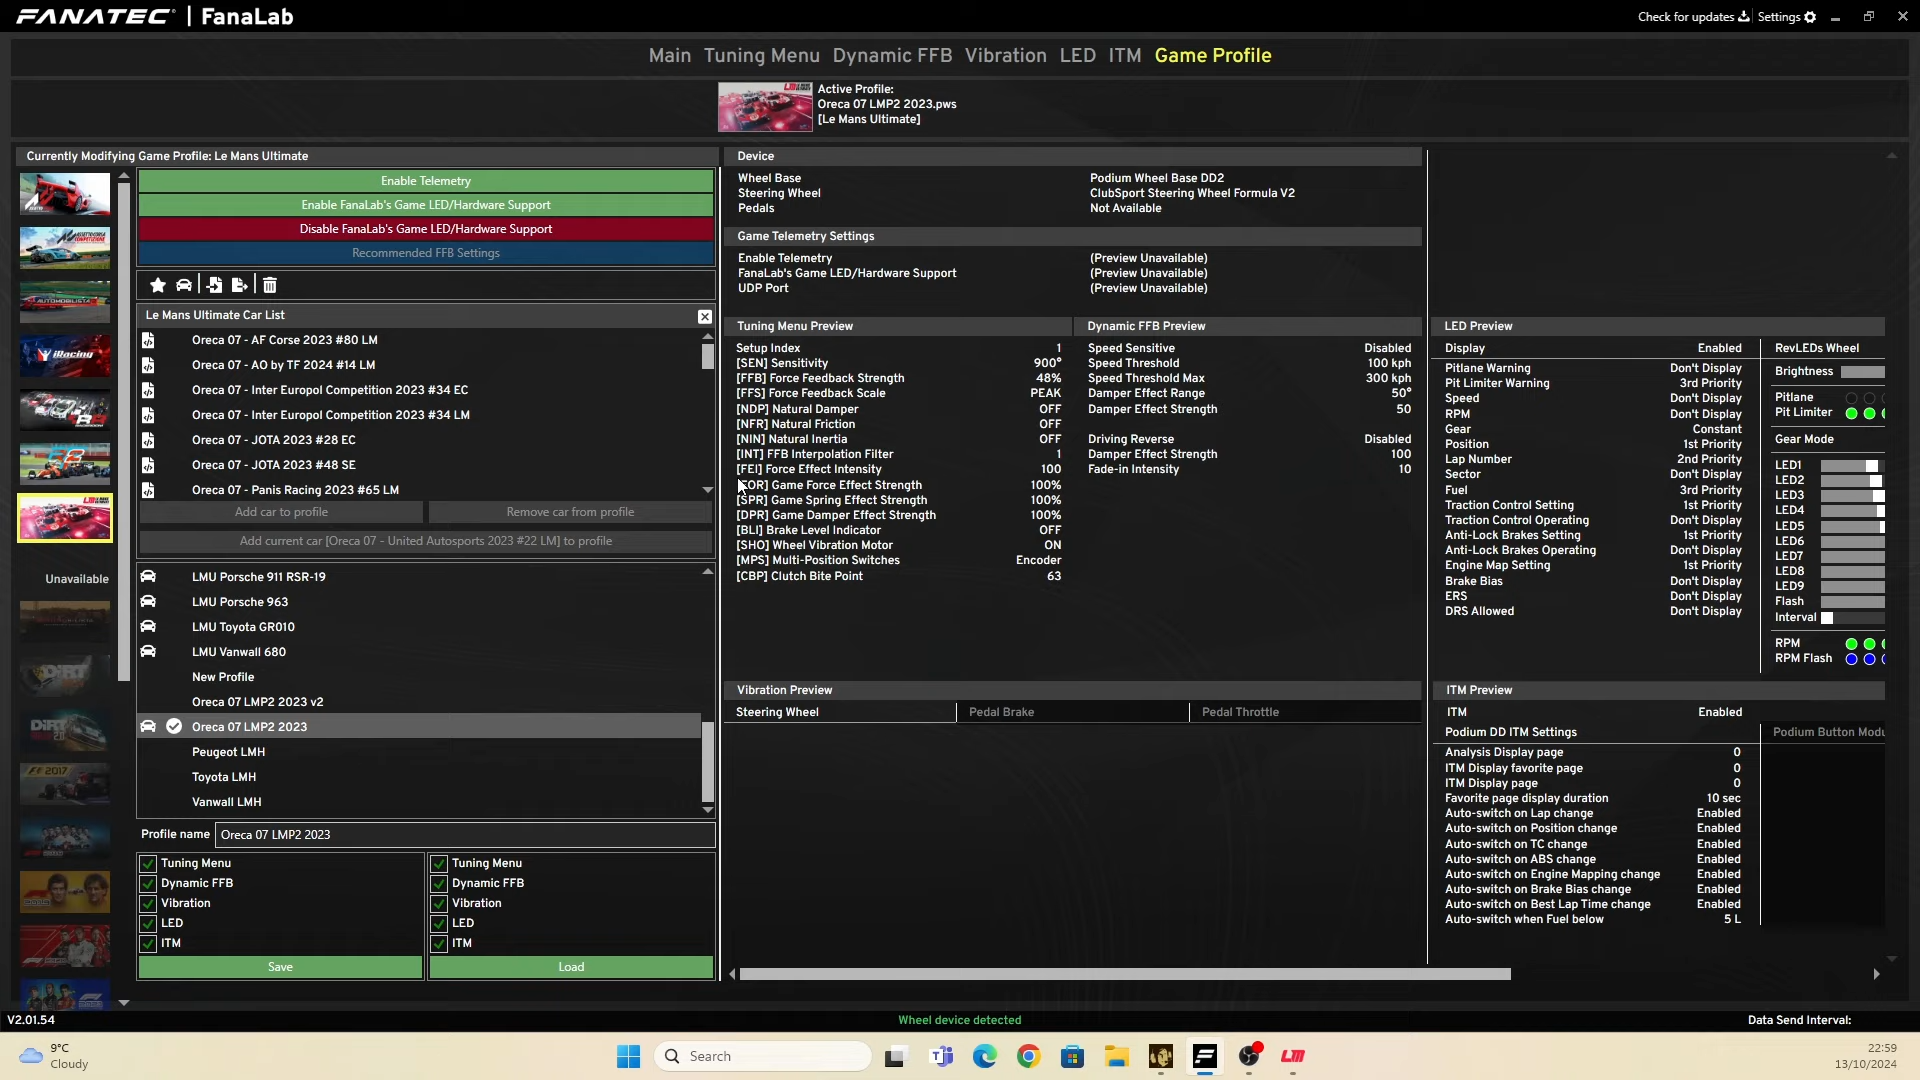 FANATEC | FanaLab
Check for updates Settings
Main Tuning Menu Dynamic FFB Vibration LED ITM Game Profile
Active Profile:
Oreca 07 LMP2 2023.pws
[Le Mans Ultimate]
Currently Modifying Game Profile: Le Mans Ultimate
Enable Telemetry
Enable FanaLab's Game LED/Hardware Support
Disable FanaLab's Game LED/Hardware Support
Recommended FFB Settings
Le Mans Ultimate Car List
Oreca 07 - AF Corse 2023 #80 LM
Oreca 07 - AO by TF 2024 #14 LM
Oreca 07 - Inter Europol Competition 2023 #34 EC
Oreca 07 - Inter Europol Competition 2023 #34 LM
Oreca 07 - JOTA 2023 #28 EC
Oreca 07 - JOTA 2023 #48 SE
Oreca 07 - Panis Racing 2023 #65 LM
Add car to profile Remove car from profile
Add current car [Oreca 07 - United Autosports 2023 #22 LM] to profile
Unavailable
LMU Porsche 911 RSR-19
LMU Porsche 963
LMU Toyota GR010
LMU Vanwall 680
New Profile
Oreca 07 LMP2 2023 v2
Oreca 07 LMP2 2023
Peugeot LMH
Toyota LMH
Vanwall LMH
Profile name Oreca 07 LMP2 2023
Tuning Menu Tuning Menu
Dynamic FFB Dynamic FFB
Vibration Vibration
LED LED
ITM ITM
Save Load
Device
Wheel Base Podium Wheel Base DD2
Steering Wheel ClubSport Steering Wheel Formula V2
Pedals Not Available
Game Telemetry Settings
Enable Telemetry (Preview Unavailable)
FanaLab's Game LED/Hardware Support (Preview Unavailable)
UDP Port (Preview Unavailable)
Tuning Menu Preview
Setup Index 1
[SEN] Sensitivity 900°
[FFB] Force Feedback Strength 48%
[FFS] Force Feedback Scale PEAK
[NDP] Natural Damper OFF
[NFR] Natural Friction OFF
[NIN] Natural Inertia OFF
[INT] FFB Interpolation Filter 1
[FEI] Force Effect Intensity 100
OR] Game Force Effect Strength 100%
[SPR] Game Spring Effect Strength 100%
[DPR] Game Damper Effect Strength 100%
[BLI] Brake Level Indicator OFF
[SHO] Wheel Vibration Motor ON
[MPS] Multi-Position Switches Encoder
[CBP] Clutch Bite Point 63
Dynamic FFB Preview
Speed Sensitive Disabled
Speed Threshold 100 kph
Speed Threshold Max 300 kph
Damper Effect Range 50°
Damper Effect Strength 50
Driving Reverse Disabled
Damper Effect Strength 100
Fade-in Intensity 10
LED Preview
Display Enabled
Pitlane Warning Don't Display
Pit Limiter Warning 3rd Priority
Speed Don't Display
RPM Don't Display
Gear Constant
Position 1st Priority
Lap Number 2nd Priority
Sector Don't Display
Fuel 3rd Priority
Traction Control Setting 1st Priority
Traction Control Operating Don't Display
Anti-Lock Brakes Setting 1st Priority
Anti-Lock Brakes Operating Don't Display
Engine Map Setting 1st Priority
Brake Bias Don't Display
ERS Don't Display
DRS Allowed Don't Display
RevLEDs Wheel
Brightness
Pitlane
Pit Limiter
Gear Mode
LED1
LED2
LED3
LED4
LED5
LED6
LED7
LED8
LED9
Flash
Interval
RPM
RPM Flash
Vibration Preview
Steering Wheel Pedal Brake Pedal Throttle
ITM Preview
ITM Enabled
Podium DD ITM Settings Podium Button Modu
Analysis Display page 0
ITM Display favorite page 0
ITM Display page 0
Favorite page display duration 10 sec
Auto-switch on Lap change Enabled
Auto-switch on Position change Enabled
Auto-switch on TC change Enabled
Auto-switch on ABS change Enabled
Auto-switch on Engine Mapping change Enabled
Auto-switch on Brake Bias change Enabled
Auto-switch on Best Lap Time change Enabled
Auto-switch when Fuel below 5 L
V2.01.54 Wheel device detected Data Send Interval:
9°C
Cloudy
Search
LM
22:59
13/10/2024